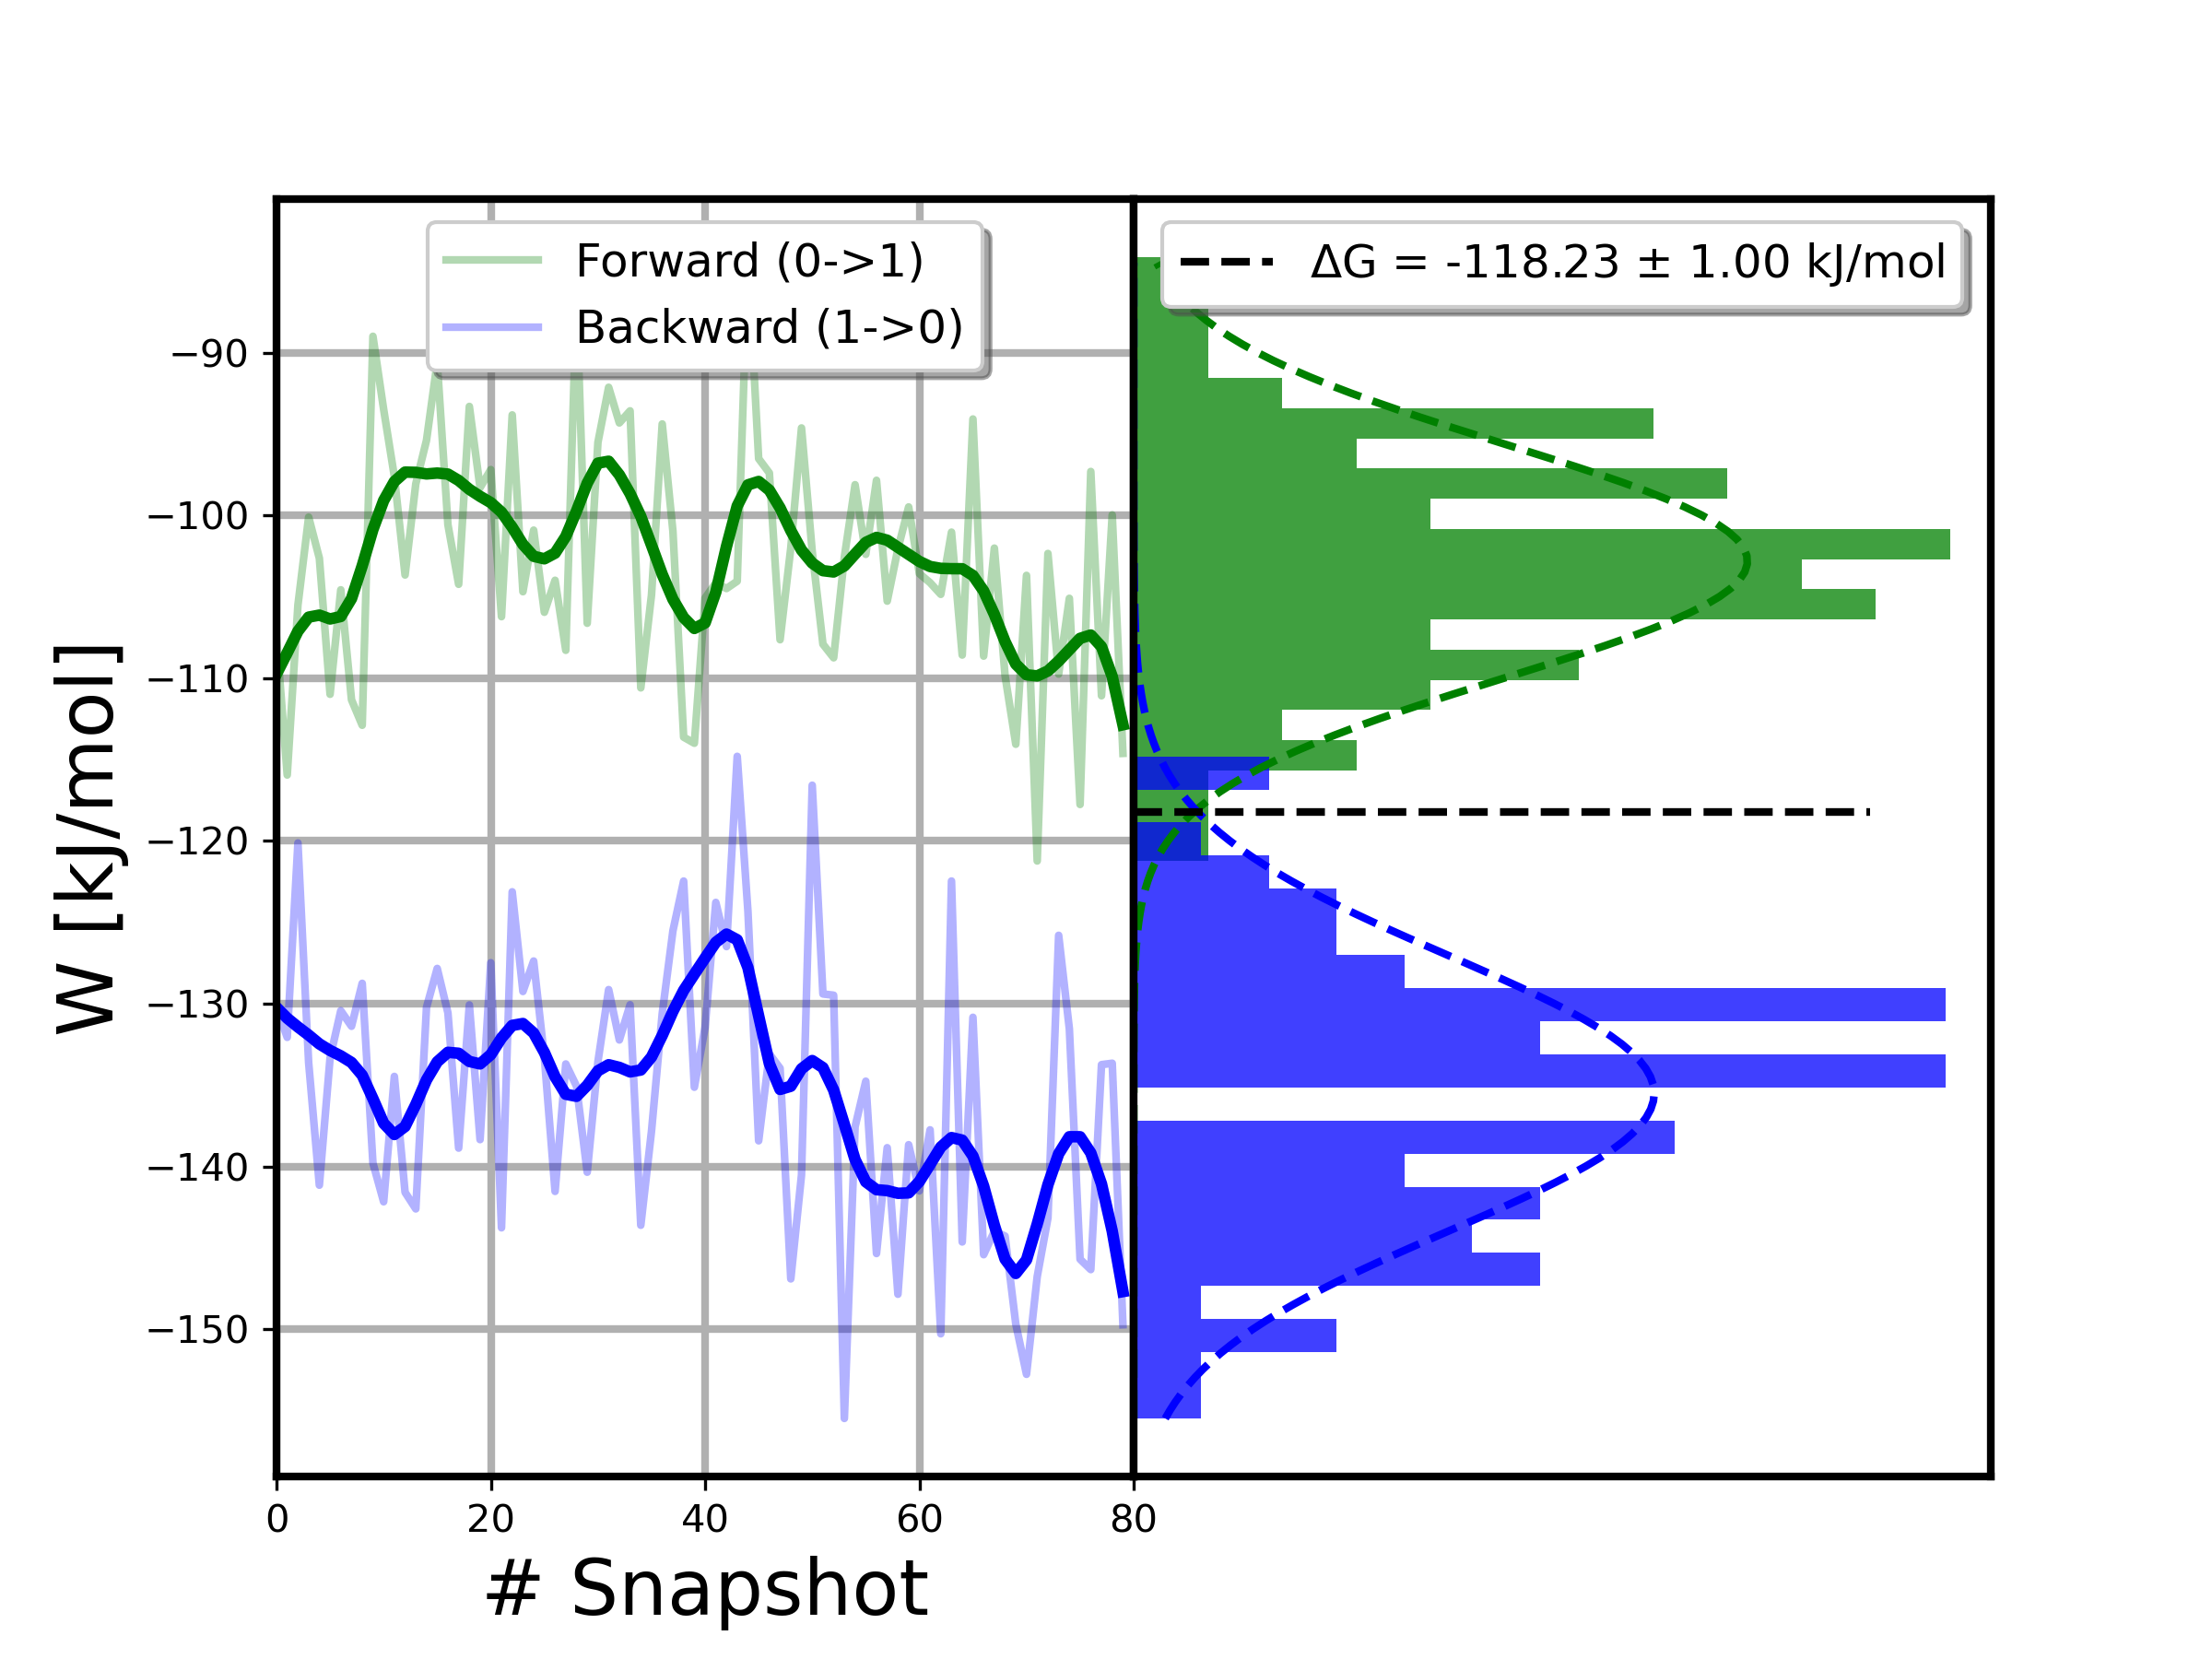 Forward (0->1)
Backward (1->0)
ΔG = -118.23 ± 1.00 kJ/mol
W [kJ/mol]
−90
−100
−110
−120
−130
−140
−150
0 20 40 60 80
# Snapshot